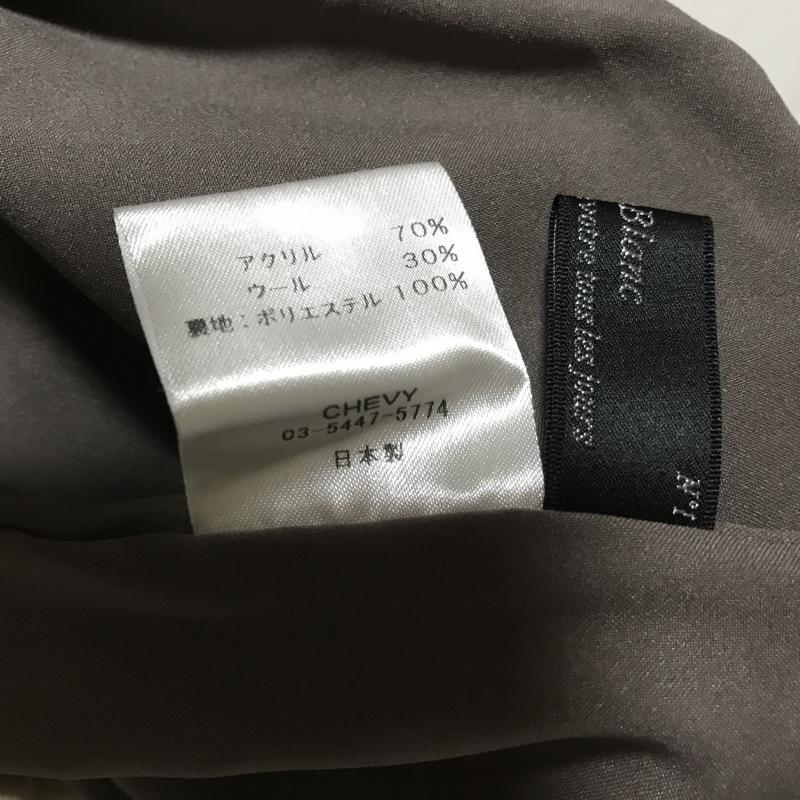 アクリル 70%
ウール 30%
裏地：ポリエステル 100%
CHEVY
03-5447-5774
日本製
Blanc
tous les jours
N°1